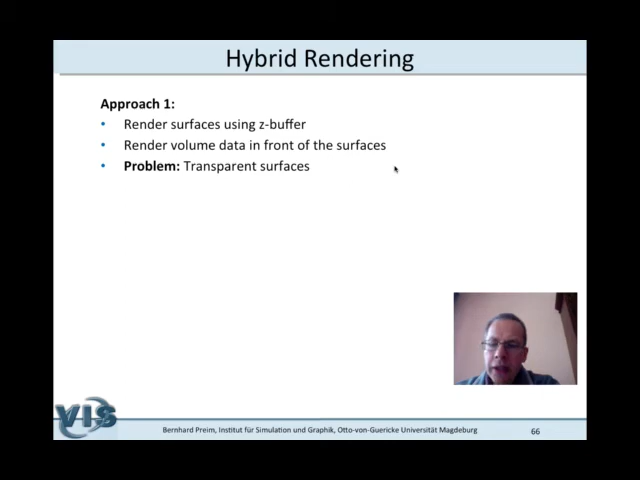 Hybrid Rendering
Approach 1:
• Render surfaces using z-buffer
• Render volume data in front of the surfaces
• Problem: Transparent surfaces
VIS
Bernhard Preim, Institut für Simulation und Graphik, Otto-von-Guericke Universität Magdeburg
66